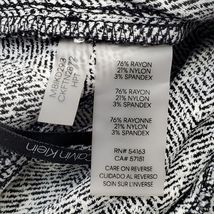 76% RAYON
21% NYLON
3% SPANDEX
76% RAYON
21% NYLON
3% SPANDEX
76% RAYONNE
21% NYLON
3% SPANDEX
RN# 54163
CA# 57151
CARE ON REVERSE
CUIDADO AL REVERSO
SOIN SUR L'INVERSE
Calvin Klein